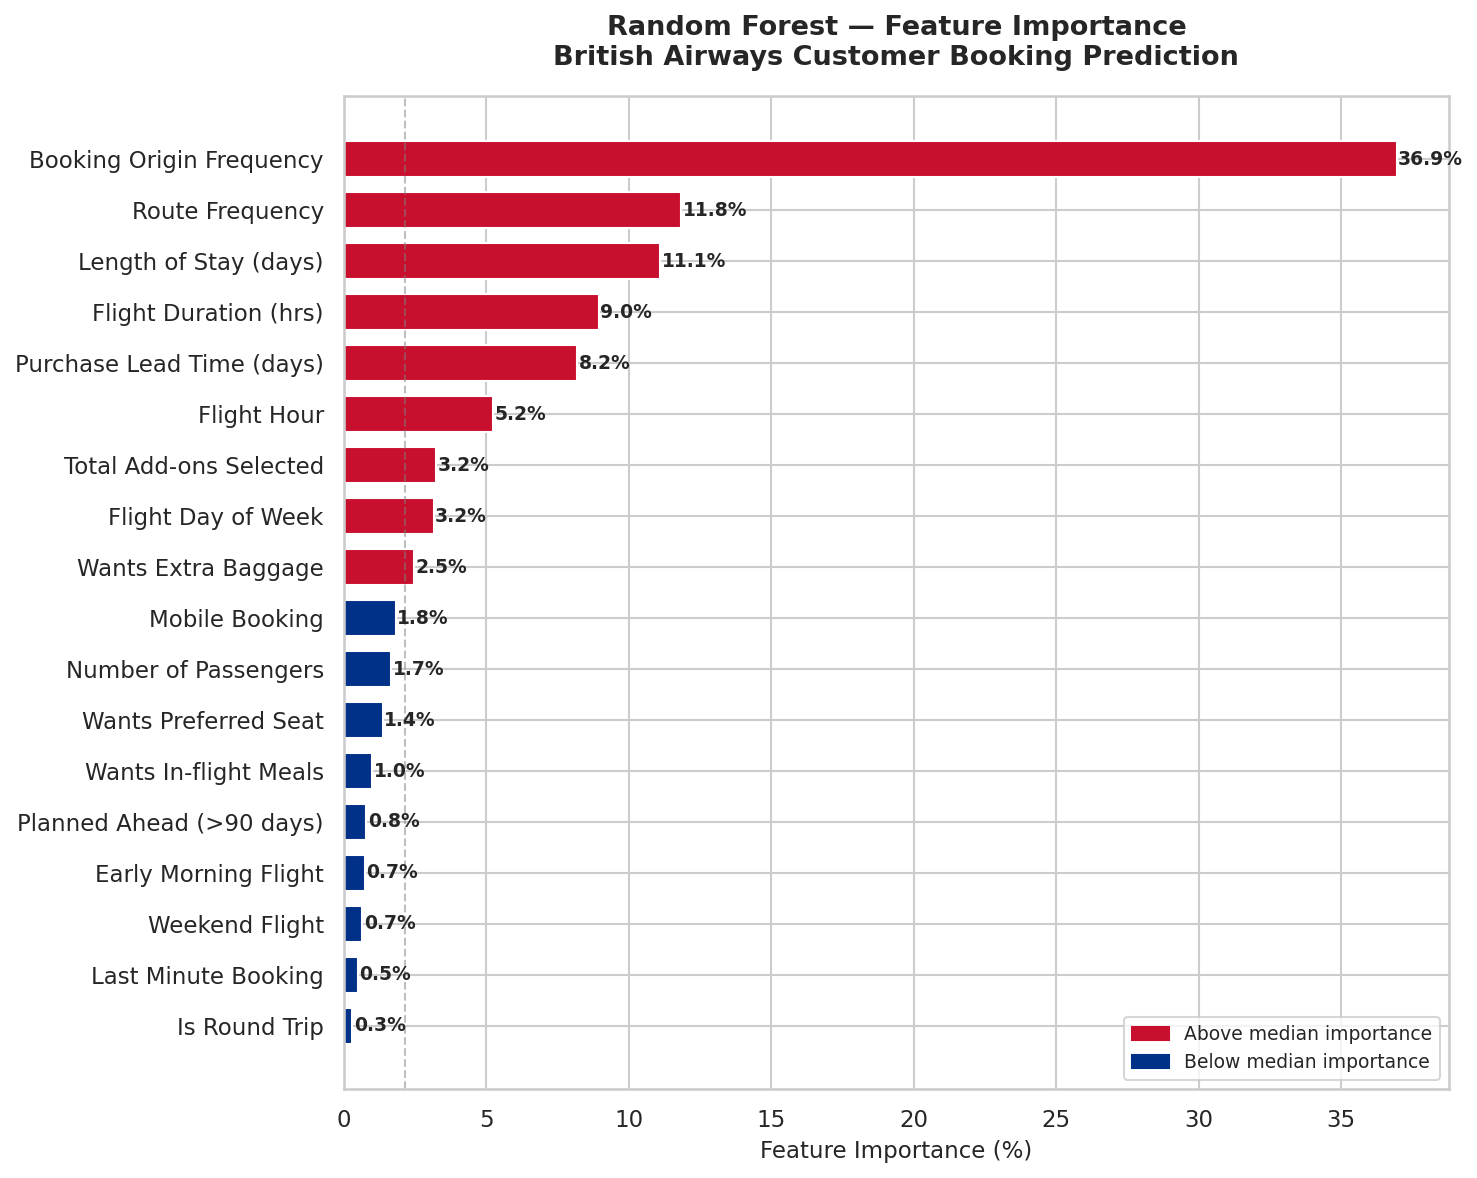 Random Forest — Feature Importance
British Airways Customer Booking Prediction
Booking Origin Frequency 36.9%
Route Frequency 11.8%
Length of Stay (days) 11.1%
Flight Duration (hrs) 9.0%
Purchase Lead Time (days) 8.2%
Flight Hour 5.2%
Total Add-ons Selected 3.2%
Flight Day of Week 3.2%
Wants Extra Baggage 2.5%
Mobile Booking 1.8%
Number of Passengers 1.7%
Wants Preferred Seat 1.4%
Wants In-flight Meals 1.0%
Planned Ahead (>90 days) 0.8%
Early Morning Flight 0.7%
Weekend Flight 0.7%
Last Minute Booking 0.5%
Is Round Trip 0.3%
Above median importance
Below median importance
0 5 10 15 20 25 30 35
Feature Importance (%)